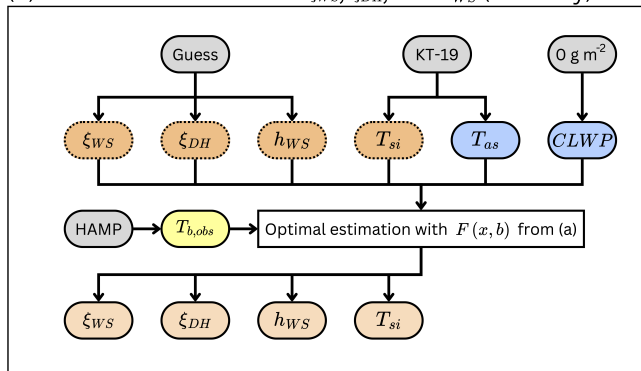 Guess KT-19 0 g m⁻²
ξ_WS ξ_DH h_WS T_si T_as CLWP
HAMP T_b,obs Optimal estimation with F(x, b) from (a)
ξ_WS ξ_DH h_WS T_si